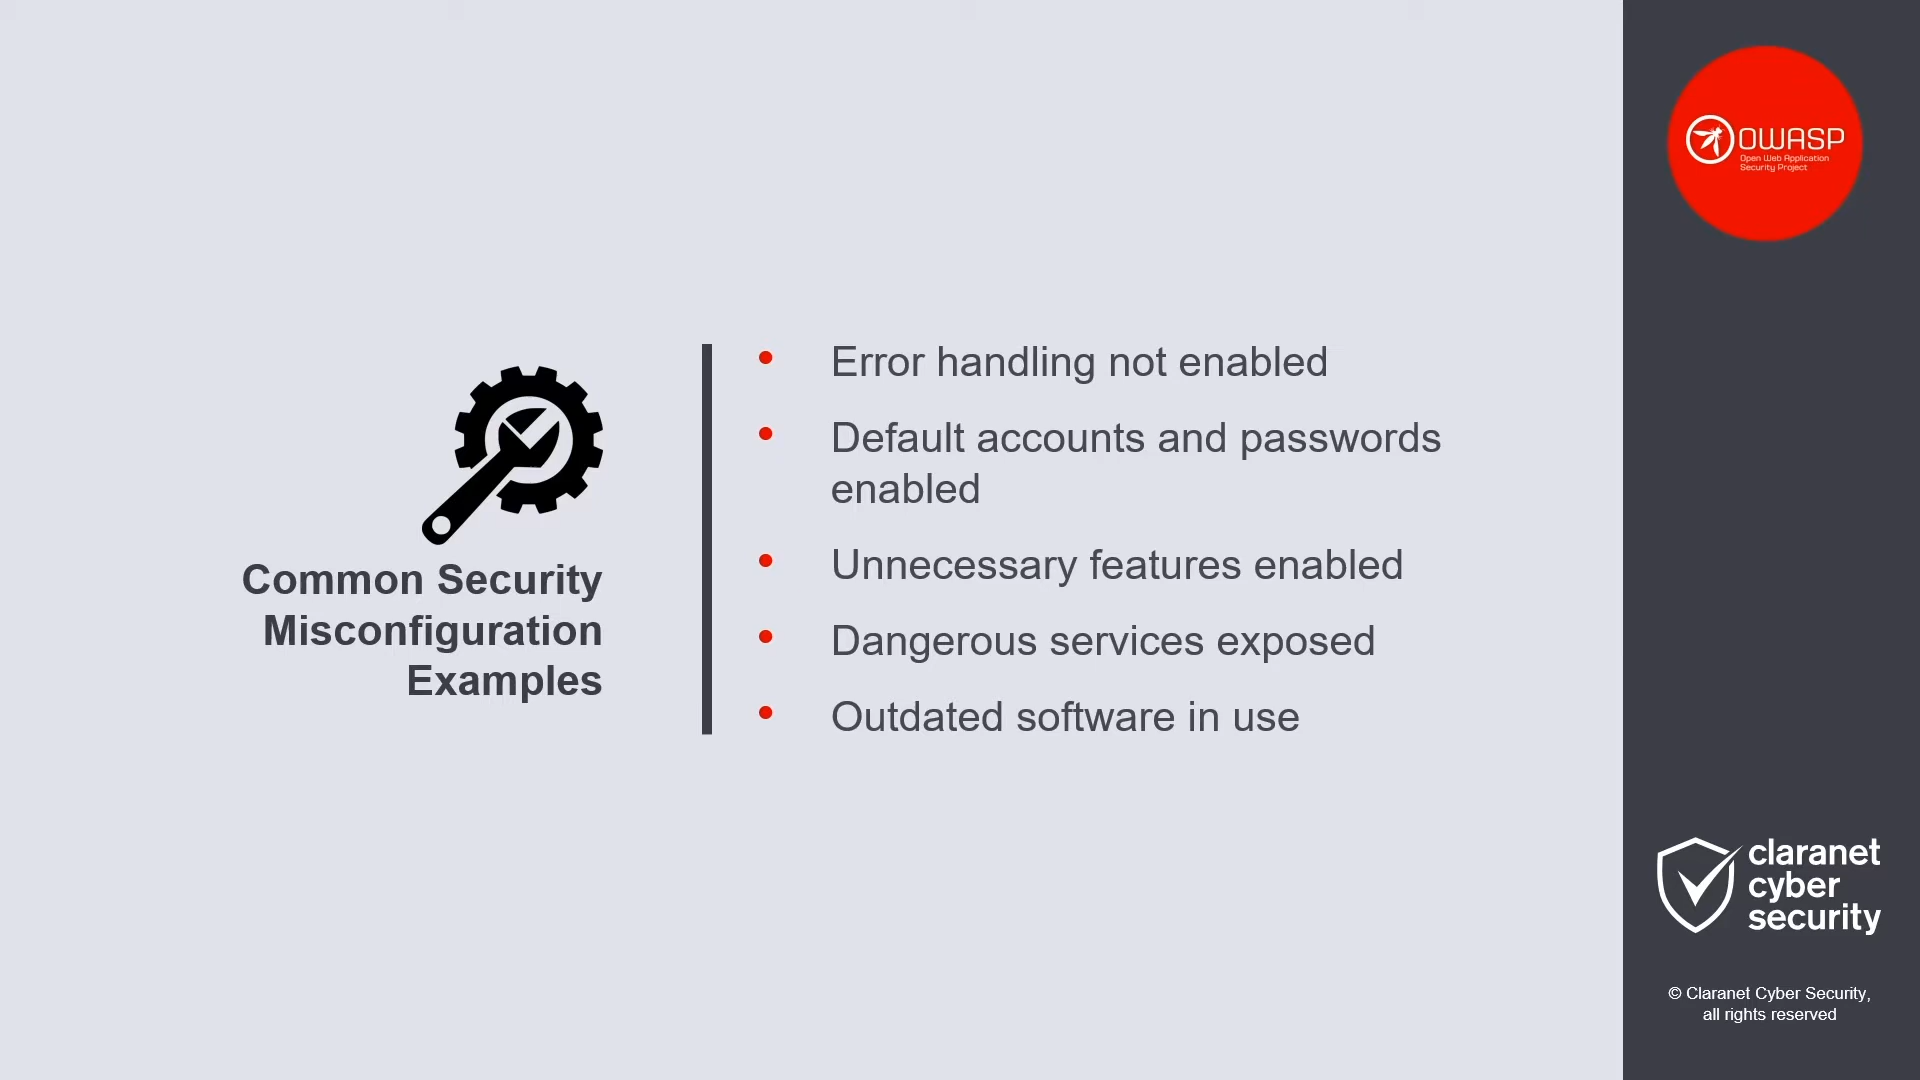 Common Security
Misconfiguration
Examples
• Error handling not enabled
• Default accounts and passwords
enabled
• Unnecessary features enabled
• Dangerous services exposed
• Outdated software in use
OWASP
Open Web Application
Security Project
claranet
cyber
security
© Claranet Cyber Security,
all rights reserved